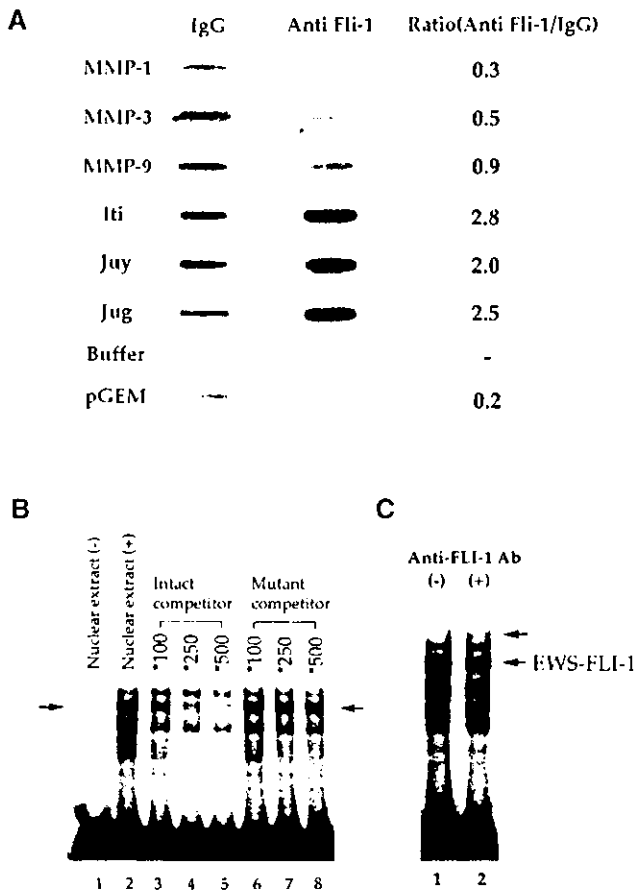 A
IgG Anti Fli-1 Ratio(Anti Fli-1/IgG)
MMP-1 0.3
MMP-3 0.5
MMP-9 0.9
Iti 2.8
Juy 2.0
Jug 2.5
Buffer -
pGEM 0.2
B
Nuclear extract (-)
Nuclear extract (+)
Intact competitor
*100
*250
*500
Mutant competitor
*100
*250
*500
1 2 3 4 5 6 7 8
C
Anti-FLI-1 Ab
(-) (+)
EWS-FLI-1
1 2